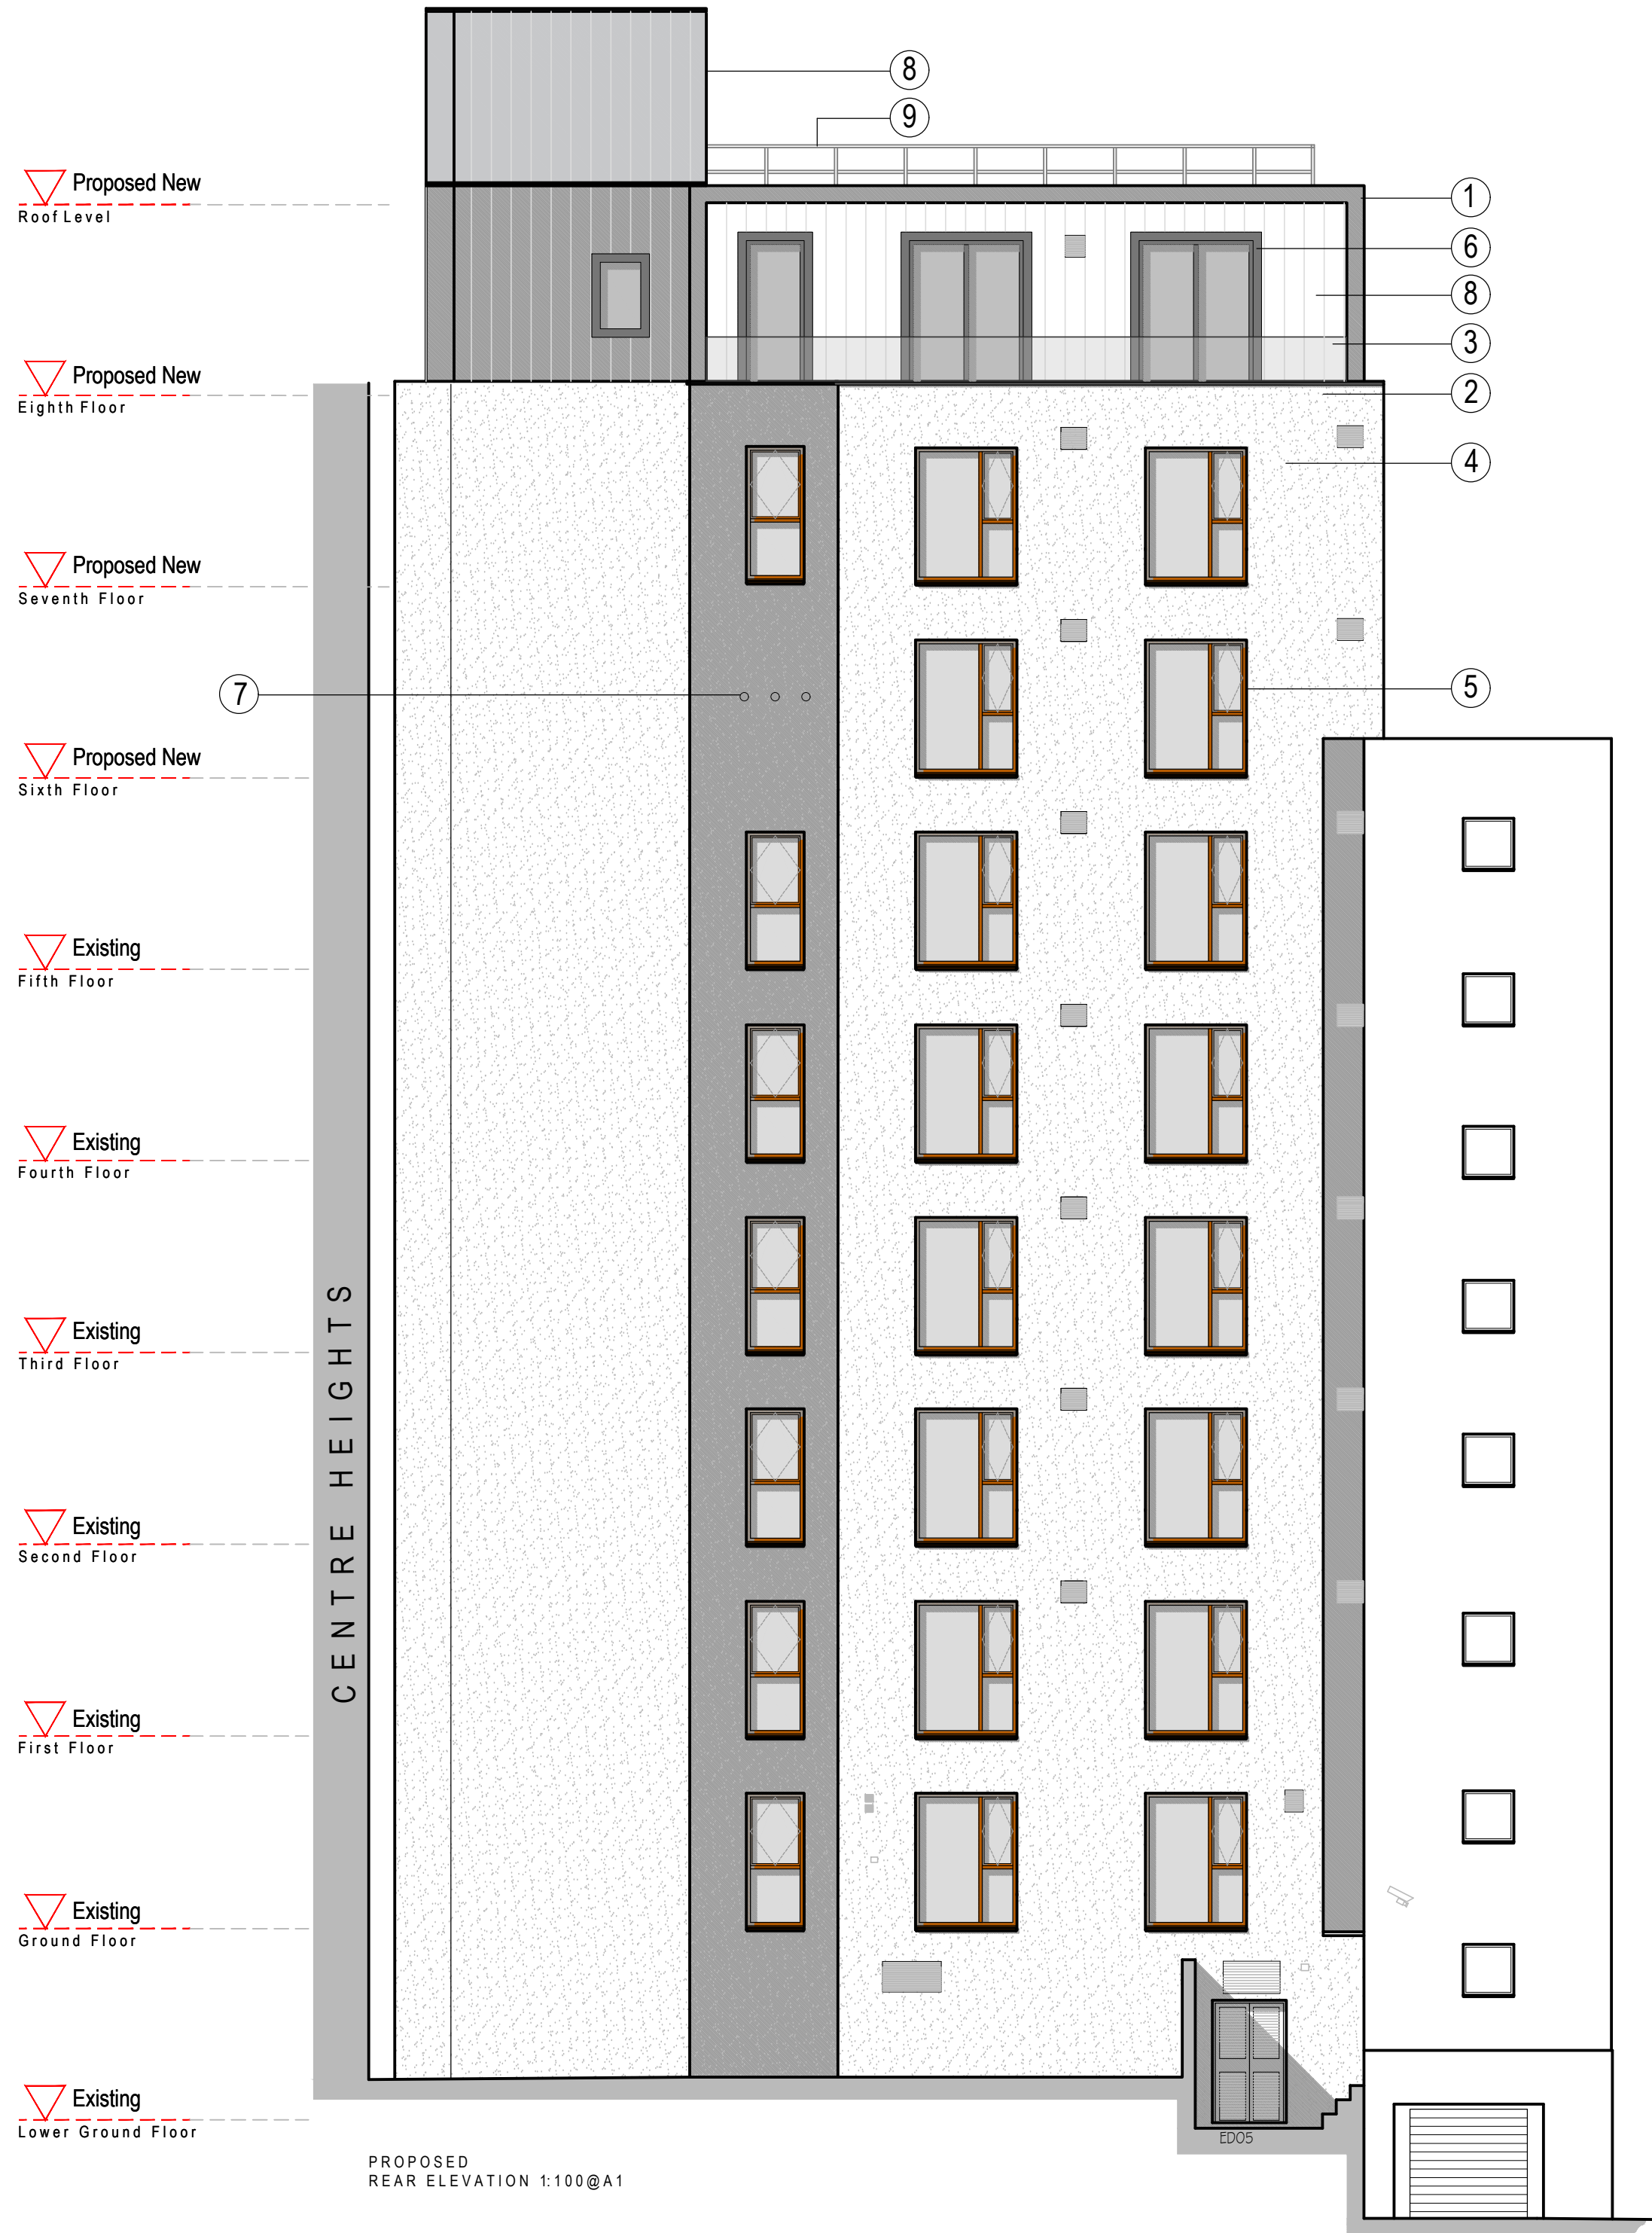 8
9
Proposed New
Roof Level
1
6
8
3
Proposed New
Eighth Floor
2
4
Proposed New
Seventh Floor
7
5
Proposed New
Sixth Floor
Existing
Fifth Floor
Existing
Fourth Floor
Existing
Third Floor
CENTRE HEIGHTS
Existing
Second Floor
Existing
First Floor
Existing
Ground Floor
Existing
Lower Ground Floor
ED05
PROPOSED
REAR ELEVATION 1:100@A1